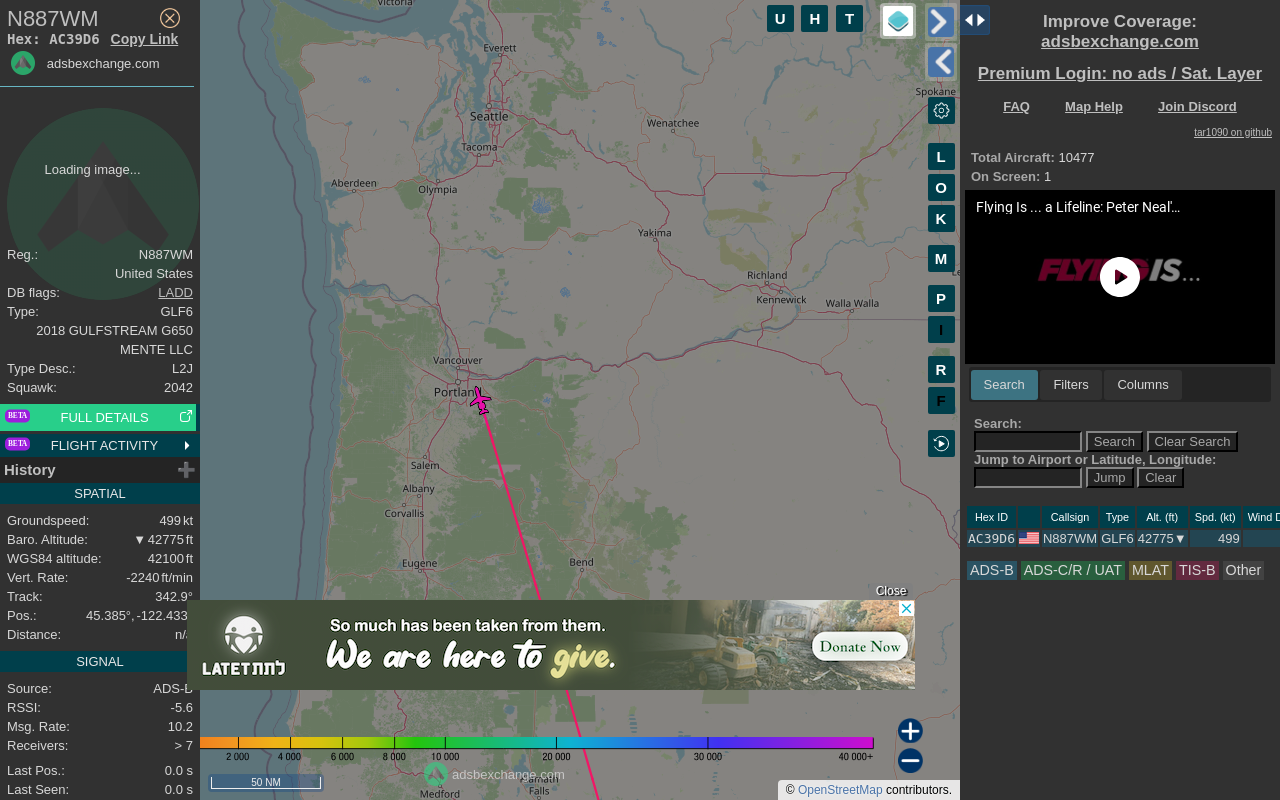 N887WM
Hex: AC39D6 Copy Link
adsbexchange.com
Loading image...
Reg.: N887WM
United States
DB flags: LADD
Type: GLF6
2018 GULFSTREAM G650
MENTE LLC
Type Desc.: L2J
Squawk: 2042
BETA FULL DETAILS
BETA FLIGHT ACTIVITY
History
SPATIAL
Groundspeed: 499 kt
Baro. Altitude: ▼ 42775 ft
WGS84 altitude: 42100 ft
Vert. Rate: -2240 ft/min
Track: 342.9°
Pos.: 45.385°, -122.433
Distance: n/
SIGNAL
Source: ADS-B
RSSI: -5.6
Msg. Rate: 10.2
Receivers: > 7
Last Pos.: 0.0 s
Last Seen: 0.0 s
Victoria
Everett
Seattle
Tacoma
Olympia
Aberdeen
Wenatchee
Spokane
Yakima
Richland
Kennewick
Walla Walla
Vancouver
Portland
Salem
Albany
Corvallis
Eugene
Bend
Medford
Falls
U H T
L
O
K
M
P
I
R
F
Close
LATET לתת
So much has been taken from them.
We are here to give.
Donate Now
2 000 4 000 6 000 8 000 10 000 20 000 30 000 40 000+
adsbexchange.com
50 NM
© OpenStreetMap contributors.
Improve Coverage:
adsbexchange.com
Premium Login: no ads / Sat. Layer
FAQ Map Help Join Discord
tar1090 on github
Total Aircraft: 10477
On Screen: 1
Flying Is ... a Lifeline: Peter Neal'...
FLYING IS...
Search Filters Columns
Search:
Search Clear Search
Jump to Airport or Latitude, Longitude:
Jump Clear
Hex ID Callsign Type Alt. (ft) Spd. (kt) Wind D
AC39D6 N887WM GLF6 42775▼ 499
ADS-B ADS-C/R / UAT MLAT TIS-B Other